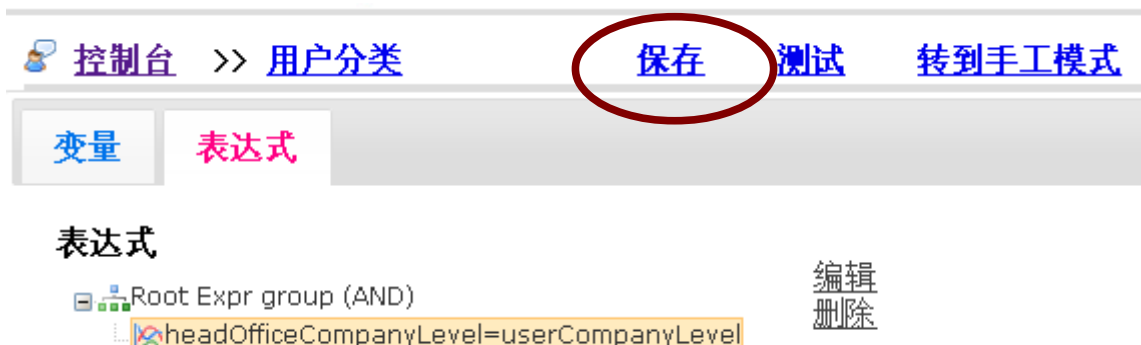 控制台 >> 用户分类 保存 测试 转到手工模式
变量 表达式
表达式
编辑
Root Expr group (AND)
删除
headOfficeCompanyLevel=userCompanyLevel